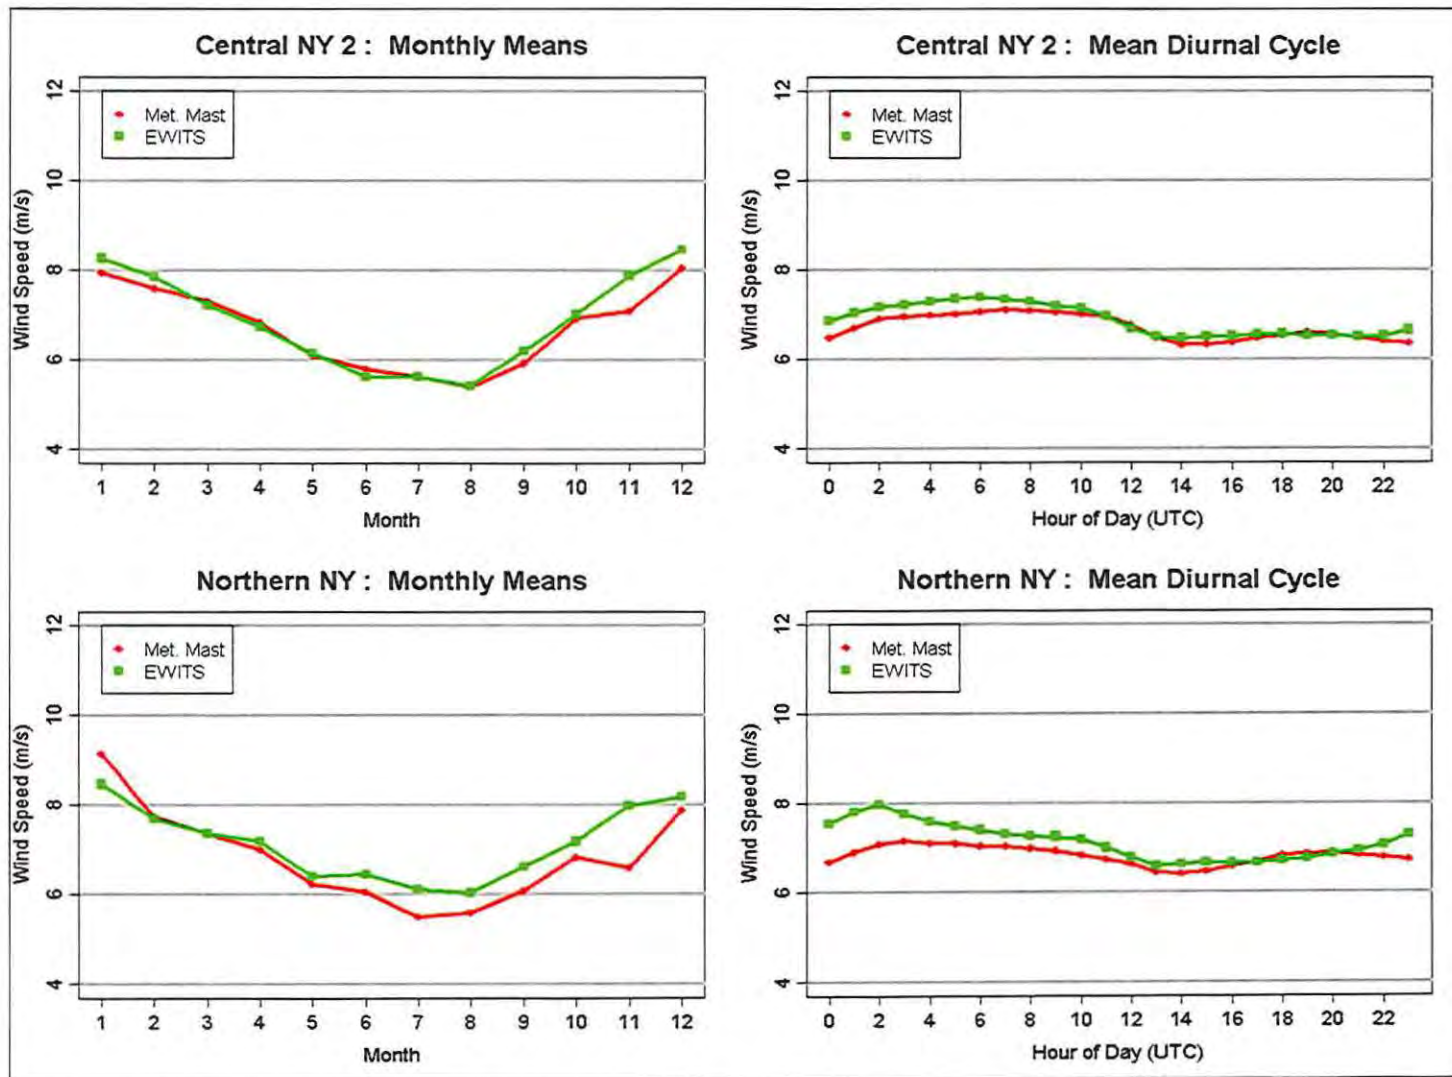 Central NY 2 : Monthly Means
12
10
8
6
4
Wind Speed (m/s)
Met. Mast
EWITS
1 2 3 4 5 6 7 8 9 10 11 12
Month
Central NY 2 : Mean Diurnal Cycle
12
10
8
6
4
Wind Speed (m/s)
Met. Mast
EWITS
0 2 4 6 8 10 12 14 16 18 20 22
Hour of Day (UTC)
Northern NY : Monthly Means
12
10
8
6
4
Wind Speed (m/s)
Met. Mast
EWITS
1 2 3 4 5 6 7 8 9 10 11 12
Month
Northern NY : Mean Diurnal Cycle
12
10
8
6
4
Wind Speed (m/s)
Met. Mast
EWITS
0 2 4 6 8 10 12 14 16 18 20 22
Hour of Day (UTC)